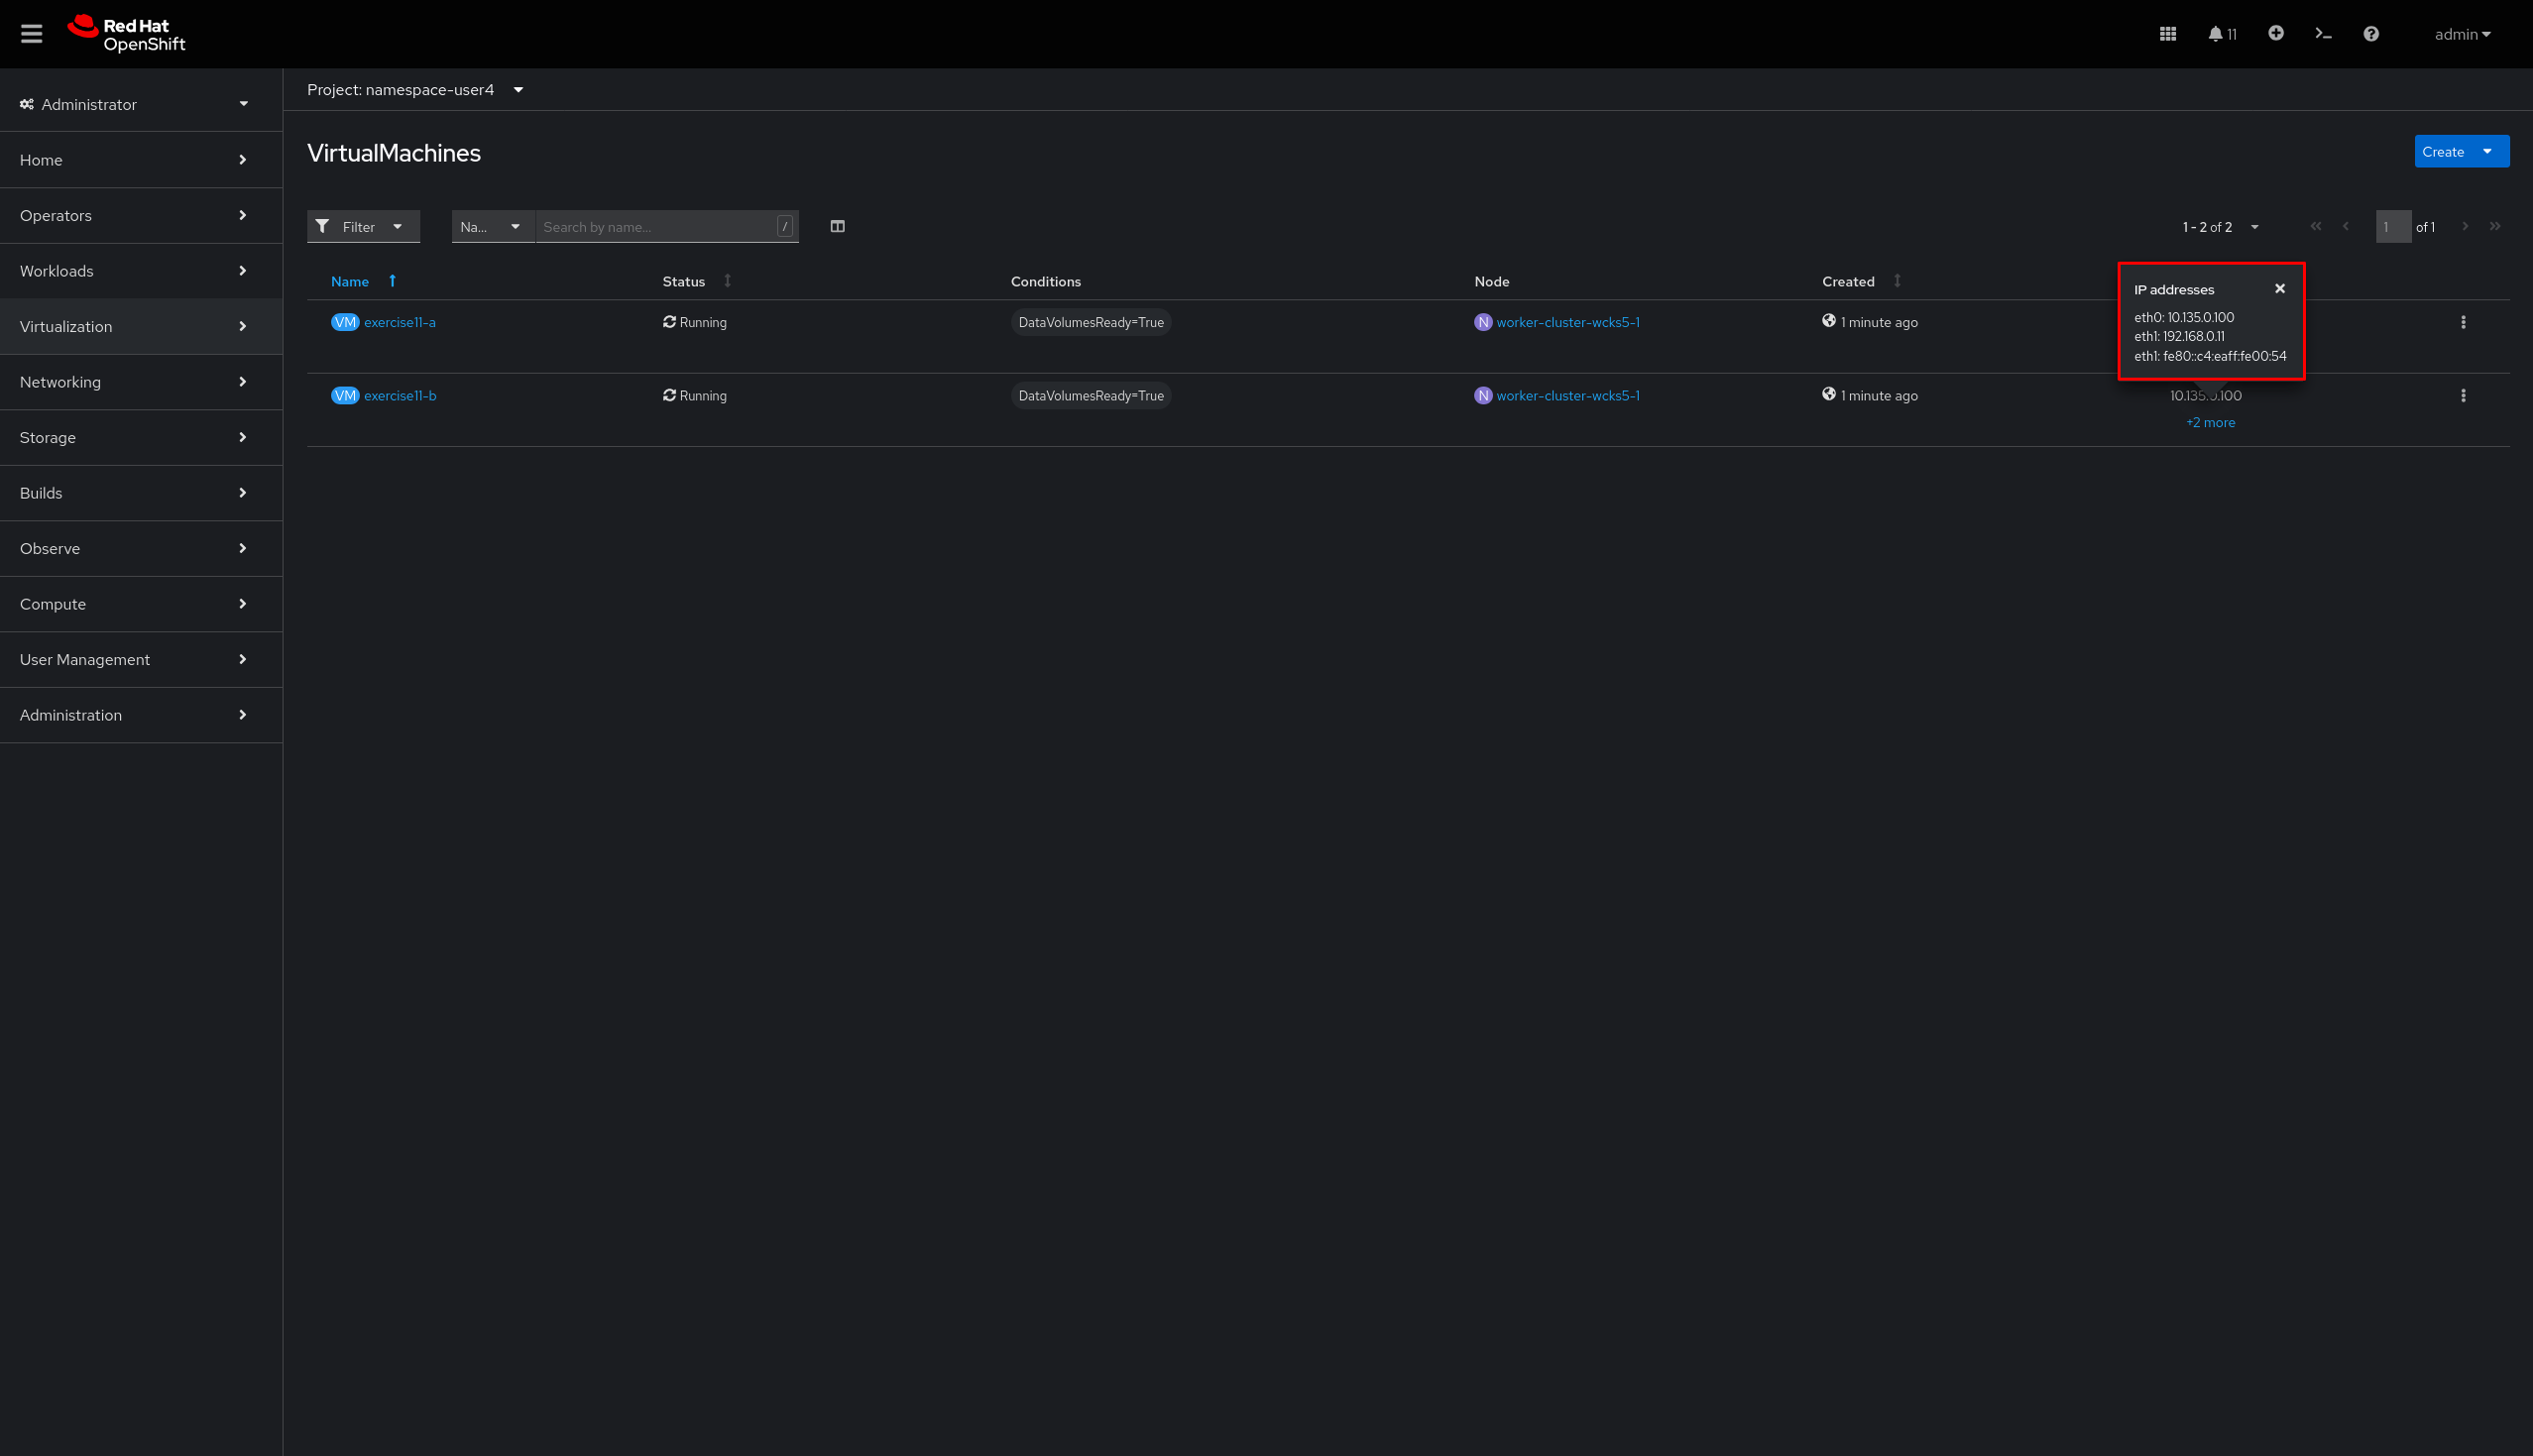 Red Hat
OpenShift
11
admin
Administrator
Home
Operators
Workloads
Virtualization
Networking
Storage
Builds
Observe
Compute
User Management
Administration
Project: namespace-user4
VirtualMachines
Create
Filter
Na...
Search by name...
/
1 - 2 of 2
1
of 1
Name
Status
Conditions
Node
Created
IP addresses
eth0: 10.135.0.100
eth1: 192.168.0.11
eth1: fe80::c4:eaff:fe00:54
VM exercise11-a
Running
DataVolumesReady=True
N worker-cluster-wcks5-1
1 minute ago
VM exercise11-b
Running
DataVolumesReady=True
N worker-cluster-wcks5-1
1 minute ago
10.135.0.100
+2 more